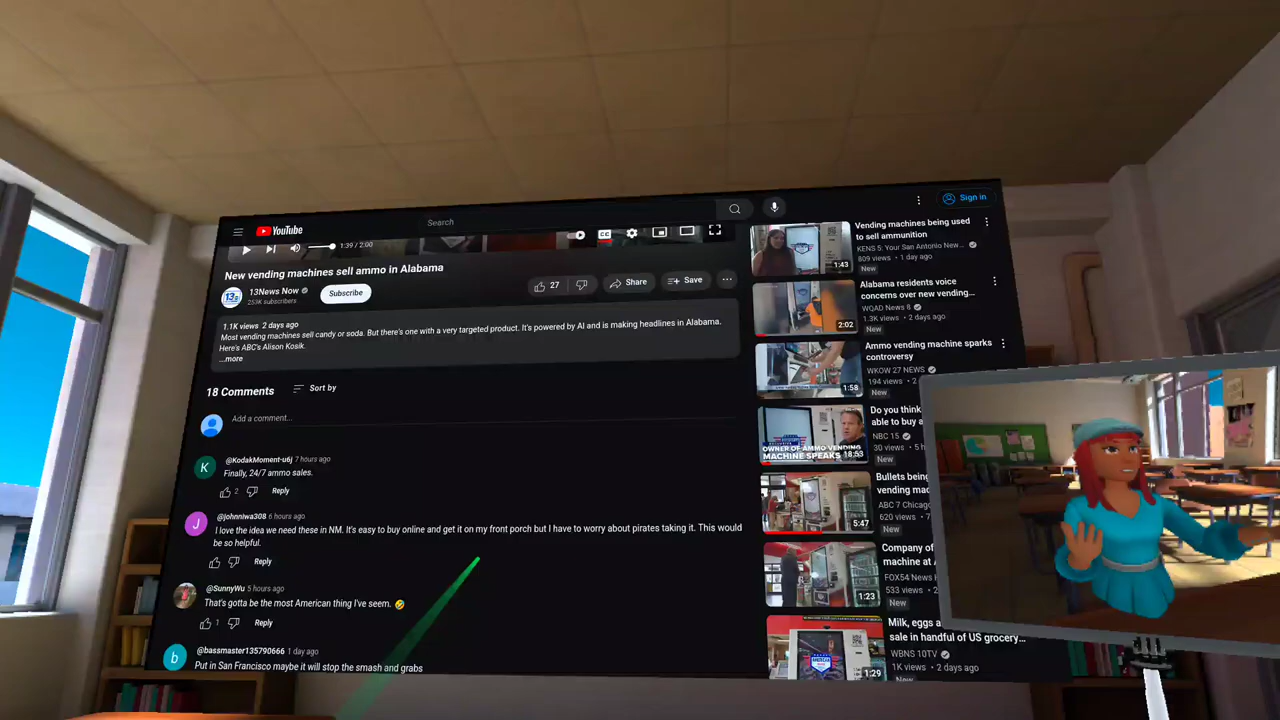 YouTube
Search
Sign in
1:39 / 2:00
CC
New vending machines sell ammo in Alabama
13News Now
253K subscribers
Subscribe
27
Share
Save
1.1K views 2 days ago
Most vending machines sell candy or soda. But there's one with a very targeted product. It's powered by AI and is making headlines in Alabama.
Here's ABC's Alison Kosik.
...more
18 Comments
Sort by
Add a comment...
K
@KodakMoment-u6j 7 hours ago
Finally, 24/7 ammo sales.
2
Reply
J
@johnniwa308 6 hours ago
I love the idea we need these in NM. It's easy to buy online and get it on my front porch but I have to worry about pirates taking it. This would
be so helpful.
Reply
@SunnyWu 5 hours ago
That's gotta be the most American thing I've seem. 🤣
1
Reply
b
@bassmaster135790666 1 day ago
Put in San Francisco maybe it will stop the smash and grabs
1:43
Vending machines being used
to sell ammunition
KENS 5: Your San Antonio New...
809 views • 1 day ago
New
2:02
Alabama residents voice
concerns over new vending...
WQAD News 8
1.3K views • 2 days ago
New
1:58
Ammo vending machine sparks
controversy
WKOW 27 NEWS
194 views • 2 days ago
New
OWNER OF AMMO VENDING
MACHINE SPEAKS
18:53
Do you think
able to buy a
NBC 15
30 views • 5 h
New
5:47
Bullets being
vending ma
ABC 7 Chicag
620 views •
New
1:23
Company of
machine at A
FOX54 News
533 views •
New
1:29
Milk, eggs a
sale in handful of US grocery...
WBNS 10TV
1K views • 2 days ago
New